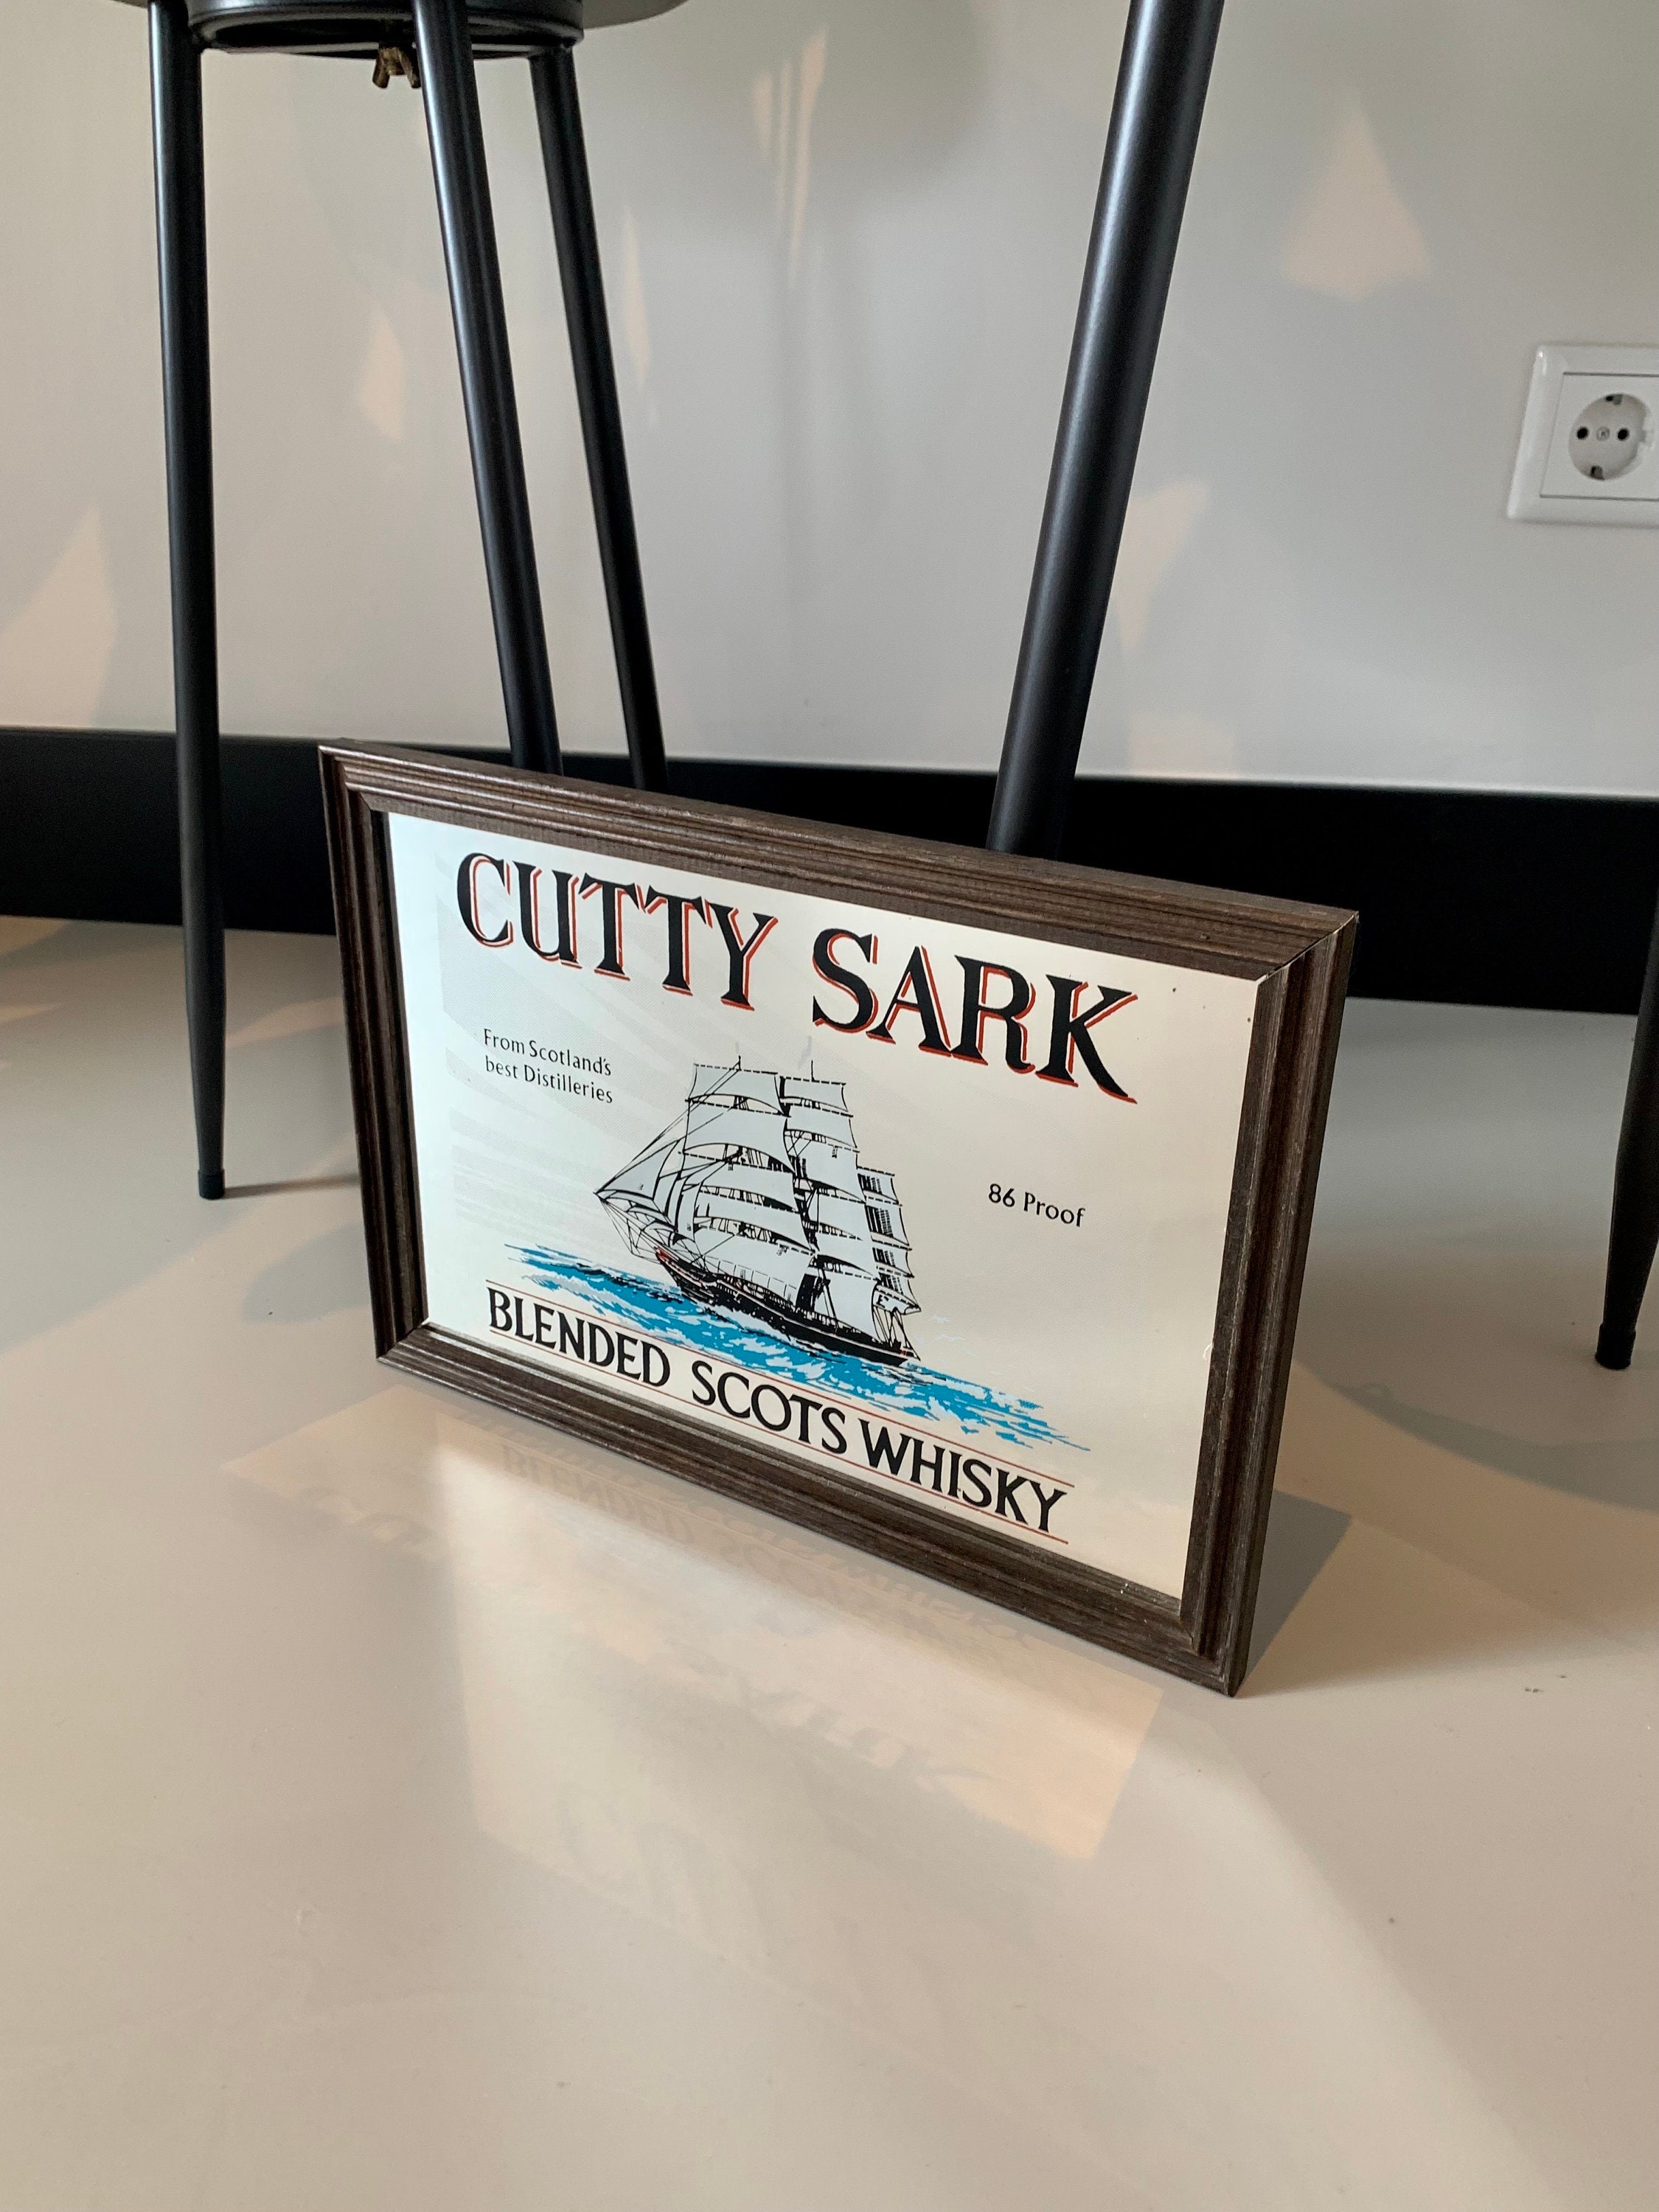 CUTTY SARK
From Scotland's
best Distilleries
86 Proof
BLENDED SCOTS WHISKY